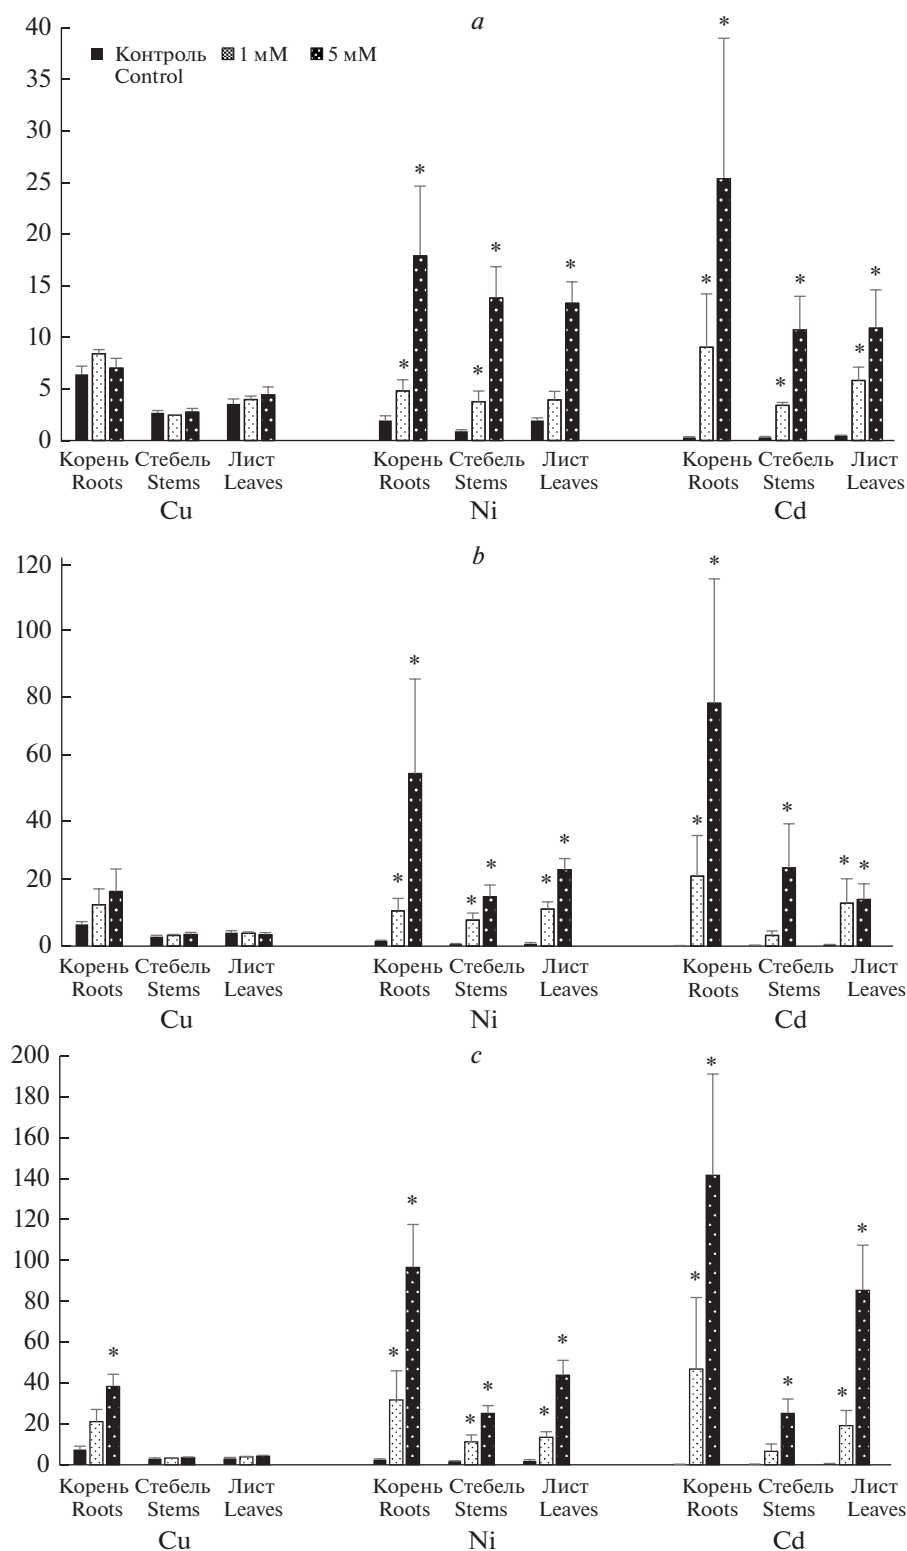 a
40
35
30
25
20
15
10
5
0
Контроль 1 мМ 5 мМ
Control
* * * * * * * * * * *
Корень Стебель Лист Корень Стебель Лист Корень Стебель Лист
Roots Stems Leaves Roots Stems Leaves Roots Stems Leaves
Cu Ni Cd
b
120
100
80
60
40
20
0
* * * * * * * * * * *
Корень Стебель Лист Корень Стебель Лист Корень Стебель Лист
Roots Stems Leaves Roots Stems Leaves Roots Stems Leaves
Cu Ni Cd
c
200
180
160
140
120
100
80
60
40
20
0
* * * * * * * * * * * *
Корень Стебель Лист Корень Стебель Лист Корень Стебель Лист
Roots Stems Leaves Roots Stems Leaves Roots Stems Leaves
Cu Ni Cd